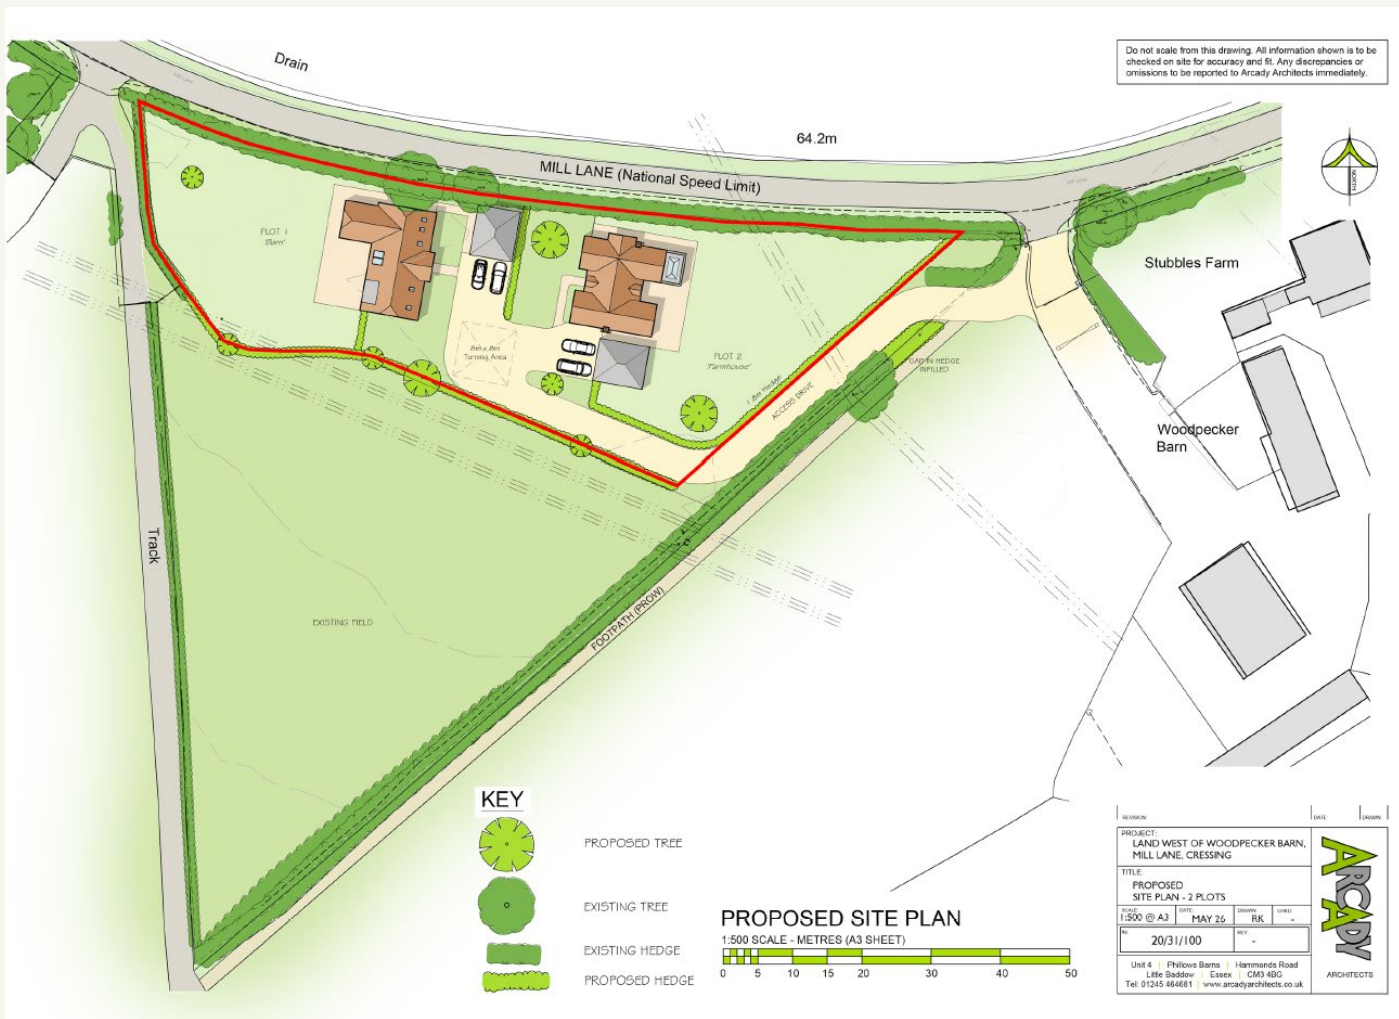 Do not scale from this drawing. All information shown is to be
checked on site for accuracy and fit. Any discrepancies or
omissions to be reported to Arcady Architects immediately.
Drain
64.2m
MILL LANE (National Speed Limit)
NORTH
PLOT 1
'Barn'
Stubbles Farm
8m x 8m
Turning Area
PLOT 2
'Farmhouse'
GAP IN HEDGE
INFILLED
1.8m Hedge
ACCESS DRIVE
Woodpecker
Barn
Track
EXISTING FIELD
FOOTPATH (PROW)
KEY
PROPOSED TREE
EXISTING TREE
EXISTING HEDGE
PROPOSED HEDGE
PROPOSED SITE PLAN
1:500 SCALE - METRES (A3 SHEET)
0 5 10 15 20 30 40 50
REVISION: DATE: DRAWN:
PROJECT:
LAND WEST OF WOODPECKER BARN,
MILL LANE, CRESSING
TITLE:
PROPOSED
SITE PLAN - 2 PLOTS
SCALE: DATE: DRAWN: CHKD:
1:500 @ A3 MAY 26 RK -
No: REV:
20/31/100 -
Unit 4 | Phillows Barns | Hammonds Road
Little Baddow | Essex | CM3 4BG
Tel: 01245 464681 | www.arcadyarchitects.co.uk
ARCADY
ARCHITECTS